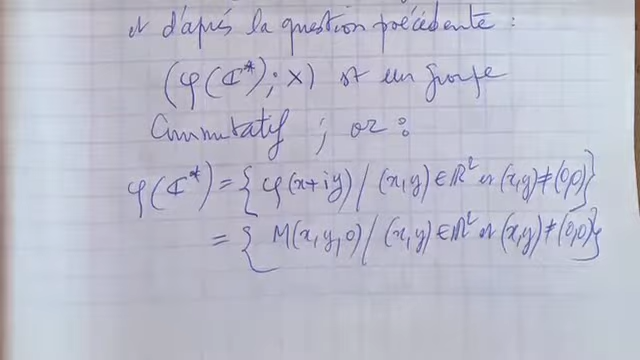 et d'après la question précédente :
(φ(ℂ*); ×) est un groupe
Commutatif ; or :
φ(ℂ*) = {φ(x+iy) / (x,y) ∈ ℝ² et (x,y) ≠ (0,0)}
= {M(x,y,0) / (x,y) ∈ ℝ² et (x,y) ≠ (0,0)}